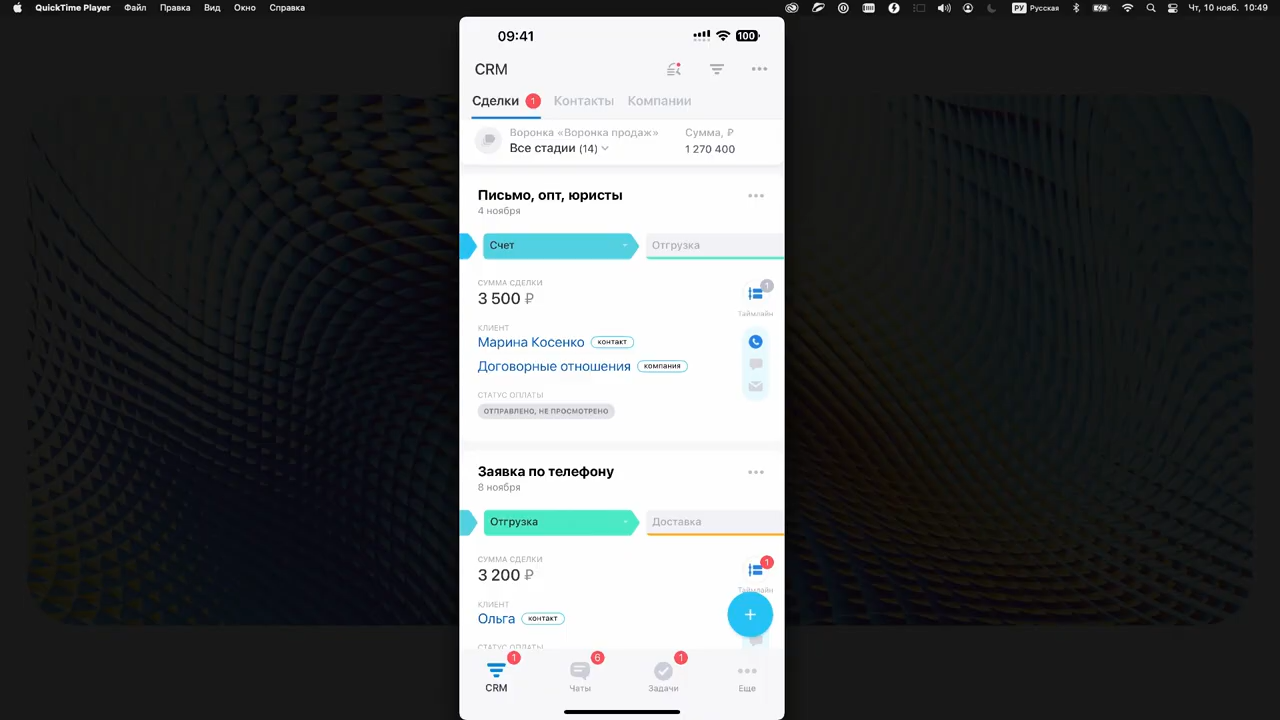 QuickTime Player Файл Правка Вид Окно Справка
РУ Русская Чт, 10 нояб. 10:49
09:41
100
CRM
Сделки 1 Контакты Компании
Воронка «Воронка продаж» Сумма, ₽
Все стадии (14) 1 270 400
Письмо, опт, юристы
4 ноября
Счет Отгрузка
СУММА СДЕЛКИ
3 500 ₽
1
Таймлайн
КЛИЕНТ
Марина Косенко контакт
Договорные отношения компания
СТАТУС ОПЛАТЫ
ОТПРАВЛЕНО, НЕ ПРОСМОТРЕНО
Заявка по телефону
8 ноября
Отгрузка Доставка
СУММА СДЕЛКИ
3 200 ₽
1
Таймлайн
КЛИЕНТ
Ольга контакт
+
СТАТУС ОПЛАТЫ
1 6 1
CRM Чаты Задачи Еще